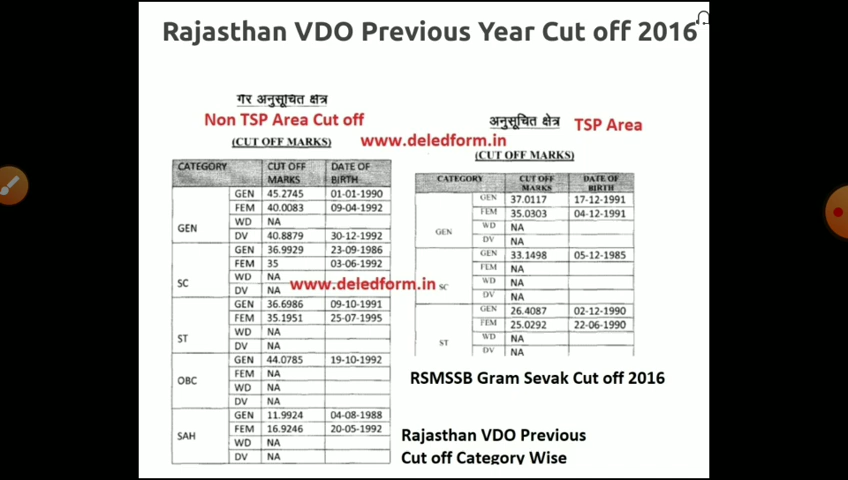 Rajasthan VDO Previous Year Cut off 2016
गैर अनुसूचित क्षेत्र
Non TSP Area Cut off
(CUT OFF MARKS)
www.deledform.in
CATEGORY CUT OFF MARKS DATE OF BIRTH
GEN
GEN 45.2745 01-01-1990
FEM 40.0083 09-04-1992
WD NA
DV 40.8879 30-12-1992
SC
GEN 36.9929 23-09-1986
FEM 35 03-06-1992
WD NA
DV NA
www.deledform.in
ST
GEN 36.6986 09-10-1991
FEM 35.1951 25-07-1995
WD NA
DV NA
OBC
GEN 44.0785 19-10-1992
FEM NA
WD NA
DV NA
SAH
GEN 11.9924 04-08-1988
FEM 16.9246 20-05-1992
WD NA
DV NA
अनुसूचित क्षेत्र TSP Area
(CUT OFF MARKS)
CATEGORY CUT OFF MARKS DATE OF BIRTH
GEN
GEN 37.0117 17-12-1991
FEM 35.0303 04-12-1991
WD NA
DV NA
SC
GEN 33.1498 05-12-1985
FEM NA
WD NA
DV NA
ST
GEN 26.4087 02-12-1990
FEM 25.0292 22-06-1990
WD NA
DV NA
RSMSSB Gram Sevak Cut off 2016
Rajasthan VDO Previous
Cut off Category Wise